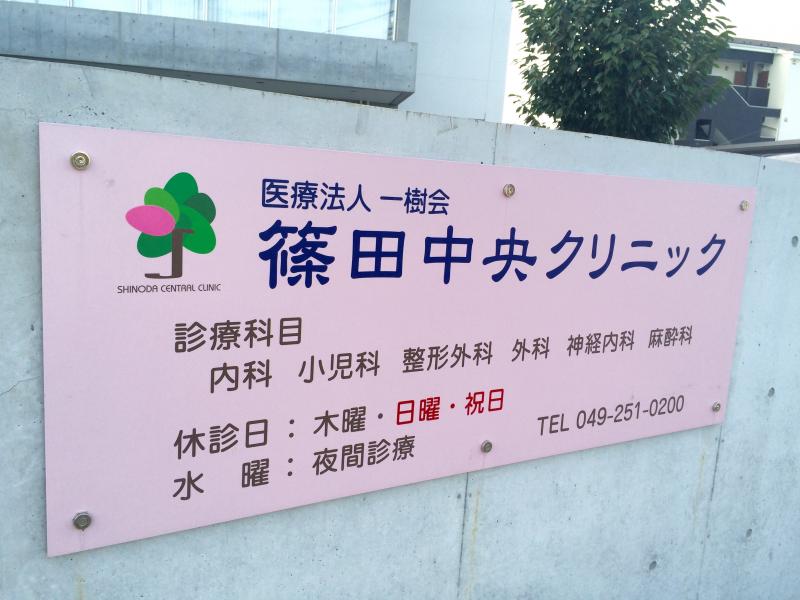 医療法人 一樹会
篠田中央クリニック
SHINODA CENTRAL CLINIC
診療科目
内科 小児科 整形外科 外科 神経内科 麻酔科
休診日：木曜・日曜・祝日
水 曜：夜間診療
TEL 049-251-0200